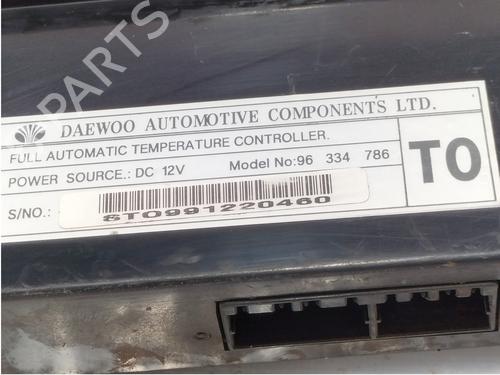 PARTS
DAEWOO AUTOMOTIVE COMPONENTS LTD.
FULL AUTOMATIC TEMPERATURE CONTROLLER.
POWER SOURCE.: DC 12V Model No:96 334 786
S/NO.: 8TO991220460
TO